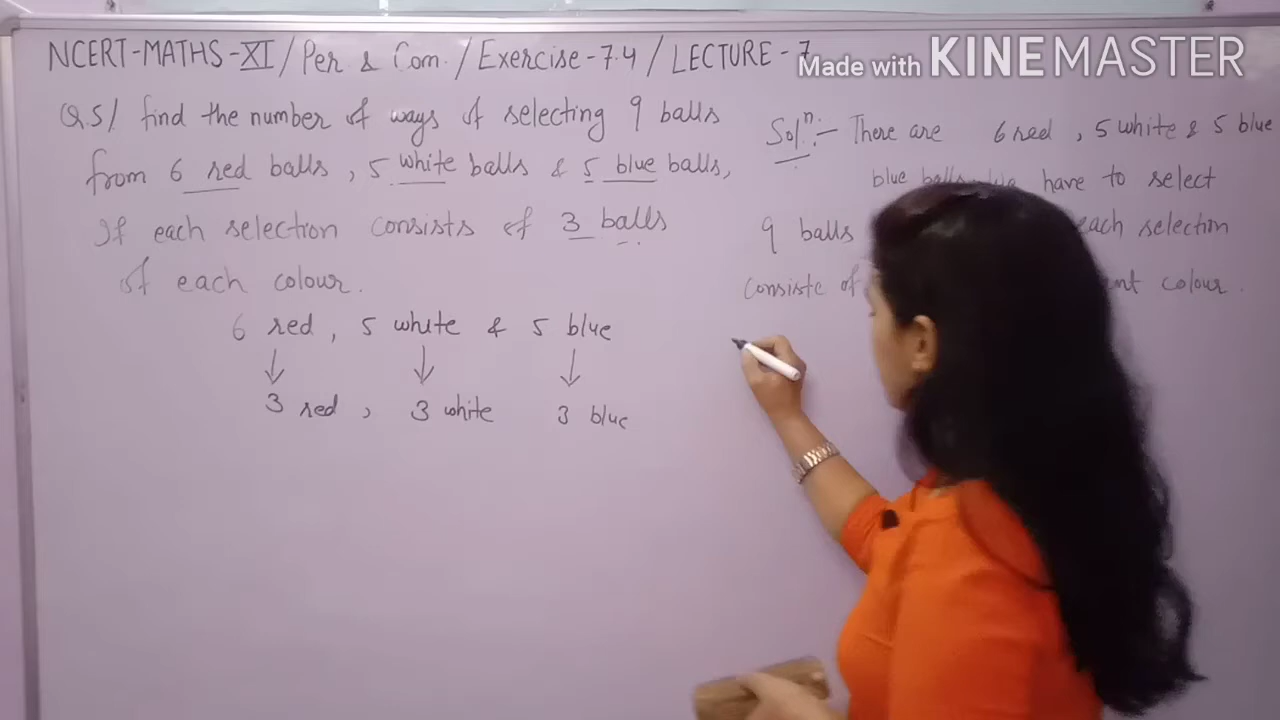 NCERT-MATHS-XI / Per & Com. / Exercise-7.4 / LECTURE-7
Made with KINEMASTER
Q.5/ find the number of ways of selecting 9 balls
from 6 red balls, 5 white balls & 5 blue balls,
If each selection consists of 3 balls
of each colour.
6 red, 5 white & 5 blue
3 red, 3 white 3 blue
Solⁿ:- There are 6 red, 5 white & 5 blue
blue balls. We have to select
9 balls each selection
consiste of colour.